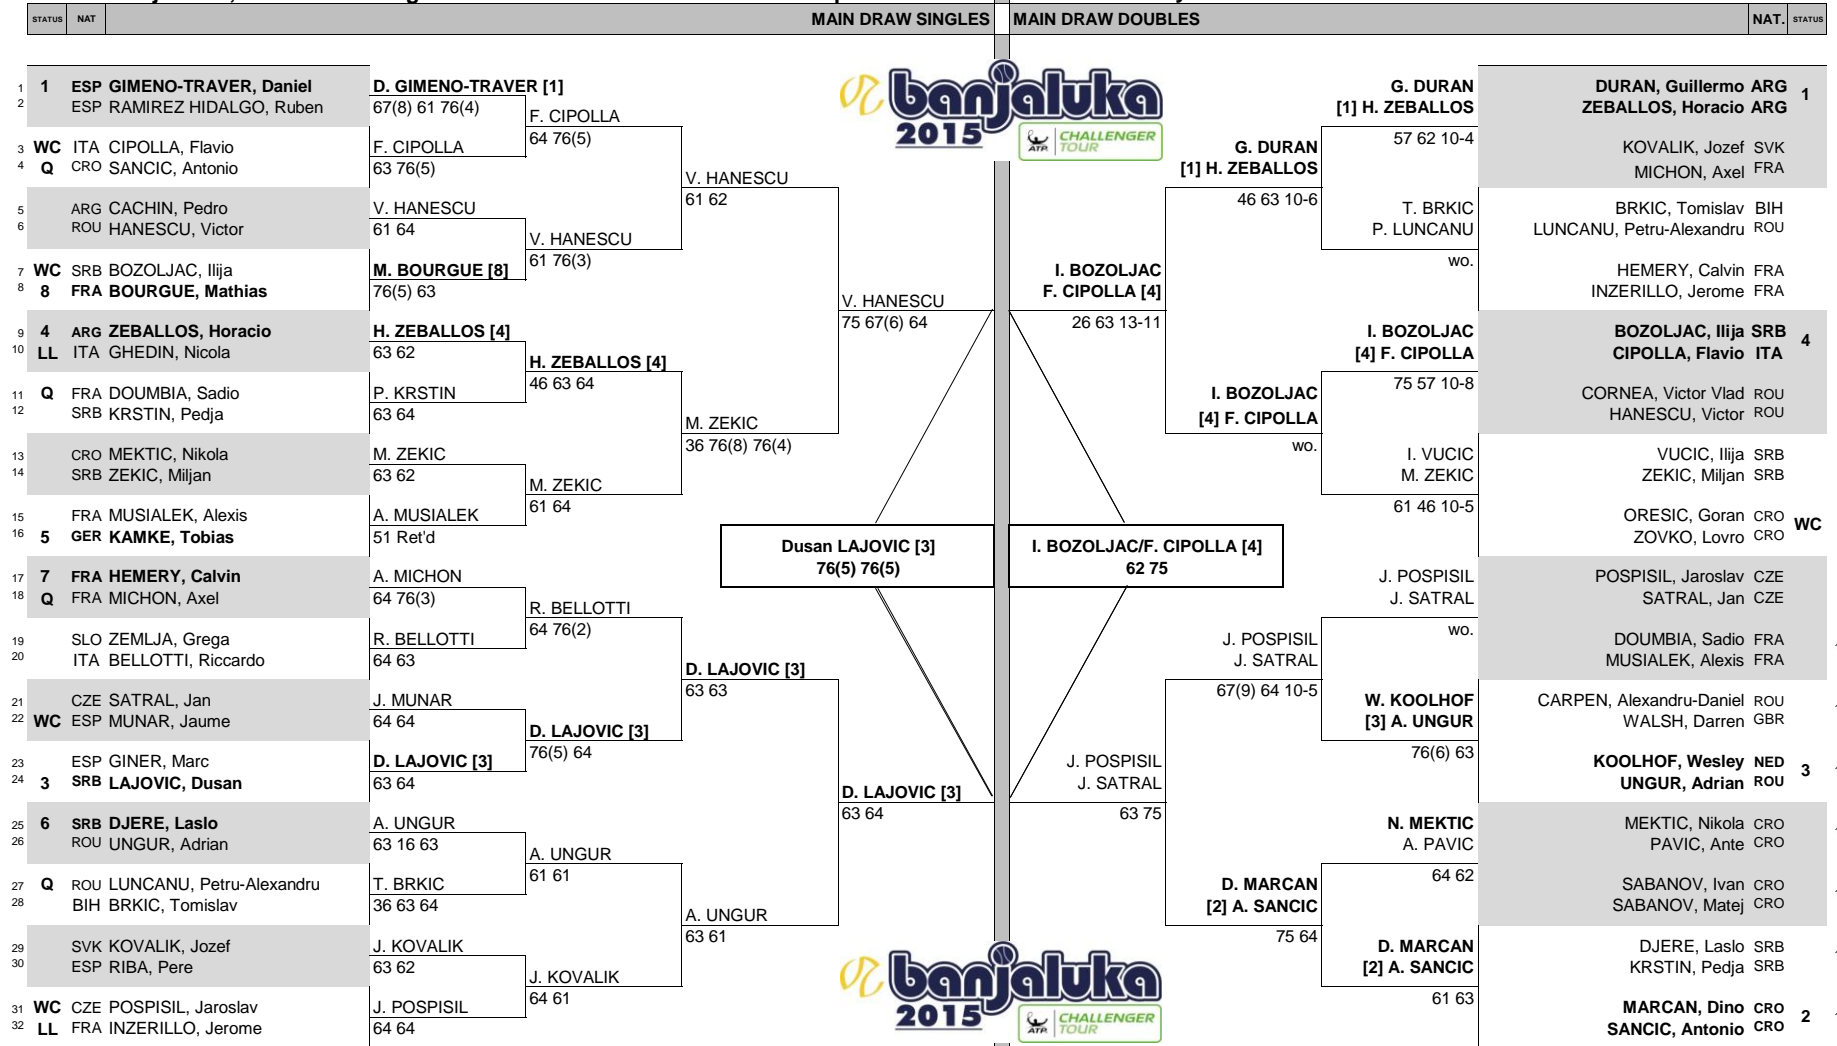 STATUS NAT MAIN DRAW SINGLES MAIN DRAW DOUBLES NAT. STATUS
banjaluka
2015
ATP CHALLENGER TOUR
1 1 ESP GIMENO-TRAVER, Daniel
2 ESP RAMIREZ HIDALGO, Ruben
3 WC ITA CIPOLLA, Flavio
4 Q CRO SANCIC, Antonio
5 ARG CACHIN, Pedro
6 ROU HANESCU, Victor
7 WC SRB BOZOLJAC, Ilija
8 8 FRA BOURGUE, Mathias
9 4 ARG ZEBALLOS, Horacio
10 LL ITA GHEDIN, Nicola
11 Q FRA DOUMBIA, Sadio
12 SRB KRSTIN, Pedja
13 CRO MEKTIC, Nikola
14 SRB ZEKIC, Miljan
15 FRA MUSIALEK, Alexis
16 5 GER KAMKE, Tobias
17 7 FRA HEMERY, Calvin
18 Q FRA MICHON, Axel
19 SLO ZEMLJA, Grega
20 ITA BELLOTTI, Riccardo
21 CZE SATRAL, Jan
22 WC ESP MUNAR, Jaume
23 ESP GINER, Marc
24 3 SRB LAJOVIC, Dusan
25 6 SRB DJERE, Laslo
26 ROU UNGUR, Adrian
27 Q ROU LUNCANU, Petru-Alexandru
28 BIH BRKIC, Tomislav
29 SVK KOVALIK, Jozef
30 ESP RIBA, Pere
31 WC CZE POSPISIL, Jaroslav
32 LL FRA INZERILLO, Jerome
D. GIMENO-TRAVER [1]
67(8) 61 76(4)
F. CIPOLLA
63 76(5)
V. HANESCU
61 64
M. BOURGUE [8]
76(5) 63
H. ZEBALLOS [4]
63 62
P. KRSTIN
63 64
M. ZEKIC
63 62
A. MUSIALEK
51 Ret'd
A. MICHON
64 76(3)
R. BELLOTTI
64 63
J. MUNAR
64 64
D. LAJOVIC [3]
63 64
A. UNGUR
63 16 63
T. BRKIC
36 63 64
J. KOVALIK
63 62
J. POSPISIL
64 64
F. CIPOLLA
64 76(5)
V. HANESCU
61 76(3)
H. ZEBALLOS [4]
46 63 64
M. ZEKIC
61 64
R. BELLOTTI
64 76(2)
D. LAJOVIC [3]
76(5) 64
A. UNGUR
61 61
J. KOVALIK
64 61
V. HANESCU
61 62
M. ZEKIC
36 76(8) 76(4)
D. LAJOVIC [3]
63 63
A. UNGUR
63 61
V. HANESCU
75 67(6) 64
D. LAJOVIC [3]
63 64
Dusan LAJOVIC [3]
76(5) 76(5)
I. BOZOLJAC/F. CIPOLLA [4]
62 75
I. BOZOLJAC
F. CIPOLLA [4]
26 63 13-11
J. POSPISIL
J. SATRAL
63 75
G. DURAN
[1] H. ZEBALLOS
46 63 10-6
I. BOZOLJAC
[4] F. CIPOLLA
wo.
J. POSPISIL
J. SATRAL
67(9) 64 10-5
D. MARCAN
[2] A. SANCIC
75 64
G. DURAN
[1] H. ZEBALLOS
57 62 10-4
T. BRKIC
P. LUNCANU
wo.
I. BOZOLJAC
[4] F. CIPOLLA
75 57 10-8
I. VUCIC
M. ZEKIC
61 46 10-5
J. POSPISIL
J. SATRAL
wo.
W. KOOLHOF
[3] A. UNGUR
76(6) 63
N. MEKTIC
A. PAVIC
64 62
D. MARCAN
[2] A. SANCIC
61 63
DURAN, Guillermo ARG 1
ZEBALLOS, Horacio ARG
KOVALIK, Jozef SVK
MICHON, Axel FRA
BRKIC, Tomislav BIH
LUNCANU, Petru-Alexandru ROU
HEMERY, Calvin FRA
INZERILLO, Jerome FRA
BOZOLJAC, Ilija SRB 4
CIPOLLA, Flavio ITA
CORNEA, Victor Vlad ROU
HANESCU, Victor ROU
VUCIC, Ilija SRB
ZEKIC, Miljan SRB
ORESIC, Goran CRO WC
ZOVKO, Lovro CRO
POSPISIL, Jaroslav CZE
SATRAL, Jan CZE
DOUMBIA, Sadio FRA
MUSIALEK, Alexis FRA
CARPEN, Alexandru-Daniel ROU
WALSH, Darren GBR
KOOLHOF, Wesley NED 3
UNGUR, Adrian ROU
MEKTIC, Nikola CRO
PAVIC, Ante CRO
SABANOV, Ivan CRO
SABANOV, Matej CRO
DJERE, Laslo SRB
KRSTIN, Pedja SRB
MARCAN, Dino CRO 2
SANCIC, Antonio CRO
banjaluka
2015
ATP CHALLENGER TOUR